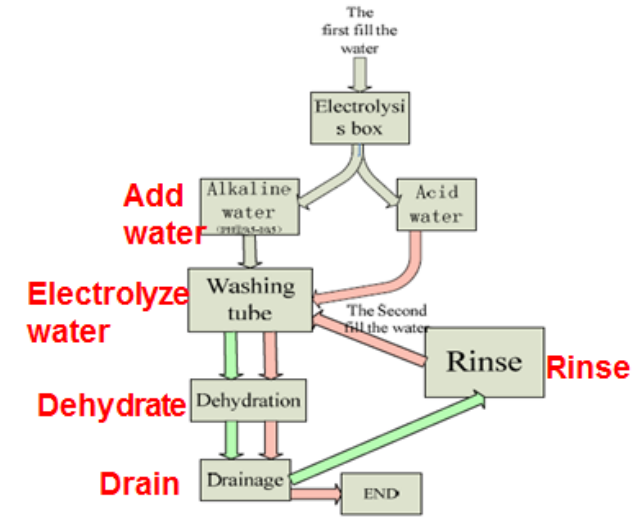 The
first fill the
water
Electrolysi
s box
Add
water
Alkaline
water
Acid
water
Electrolyze
water
Washing
tube
The Second
fill the water
Rinse
Rinse
Dehydrate
Dehydration
Drain
Drainage
END